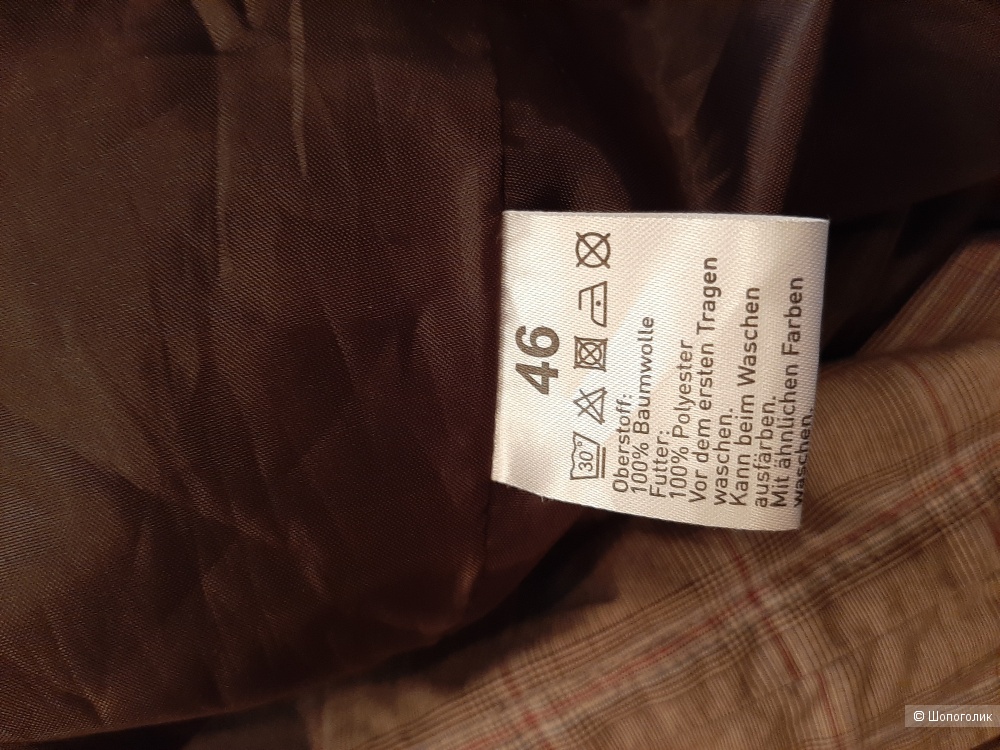 46
30°
Oberstoff:
100% Baumwolle
Futter:
100% Polyester
Vor dem ersten Tragen
waschen.
Kann beim Waschen
ausfärben.
Mit ähnlichen Farben
waschen.
© Шопоголик